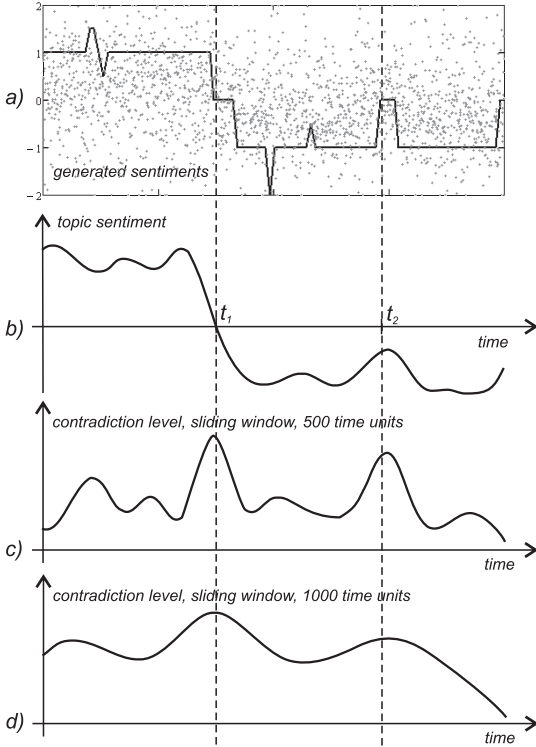 2
1
a)
0
−1
generated sentiments
−2
topic sentiment
t1
t2
b)
time
contradiction level, sliding window, 500 time units
c)
time
contradiction level, sliding window, 1000 time units
d)
time